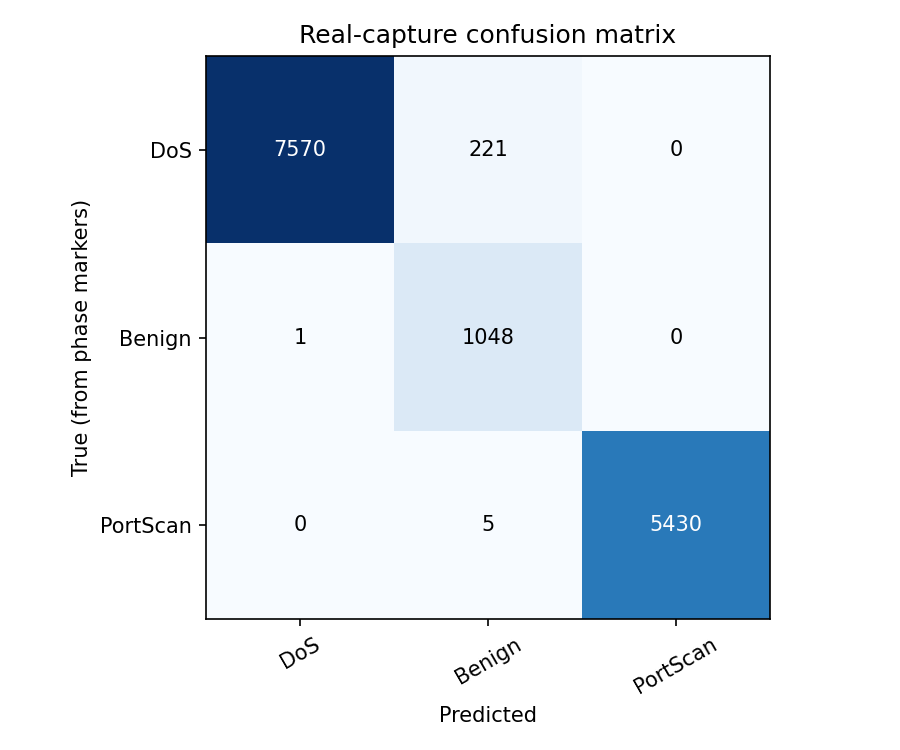 Real-capture confusion matrix
True (from phase markers)
DoS 7570 221 0
Benign 1 1048 0
PortScan 0 5 5430
DoS Benign PortScan
Predicted